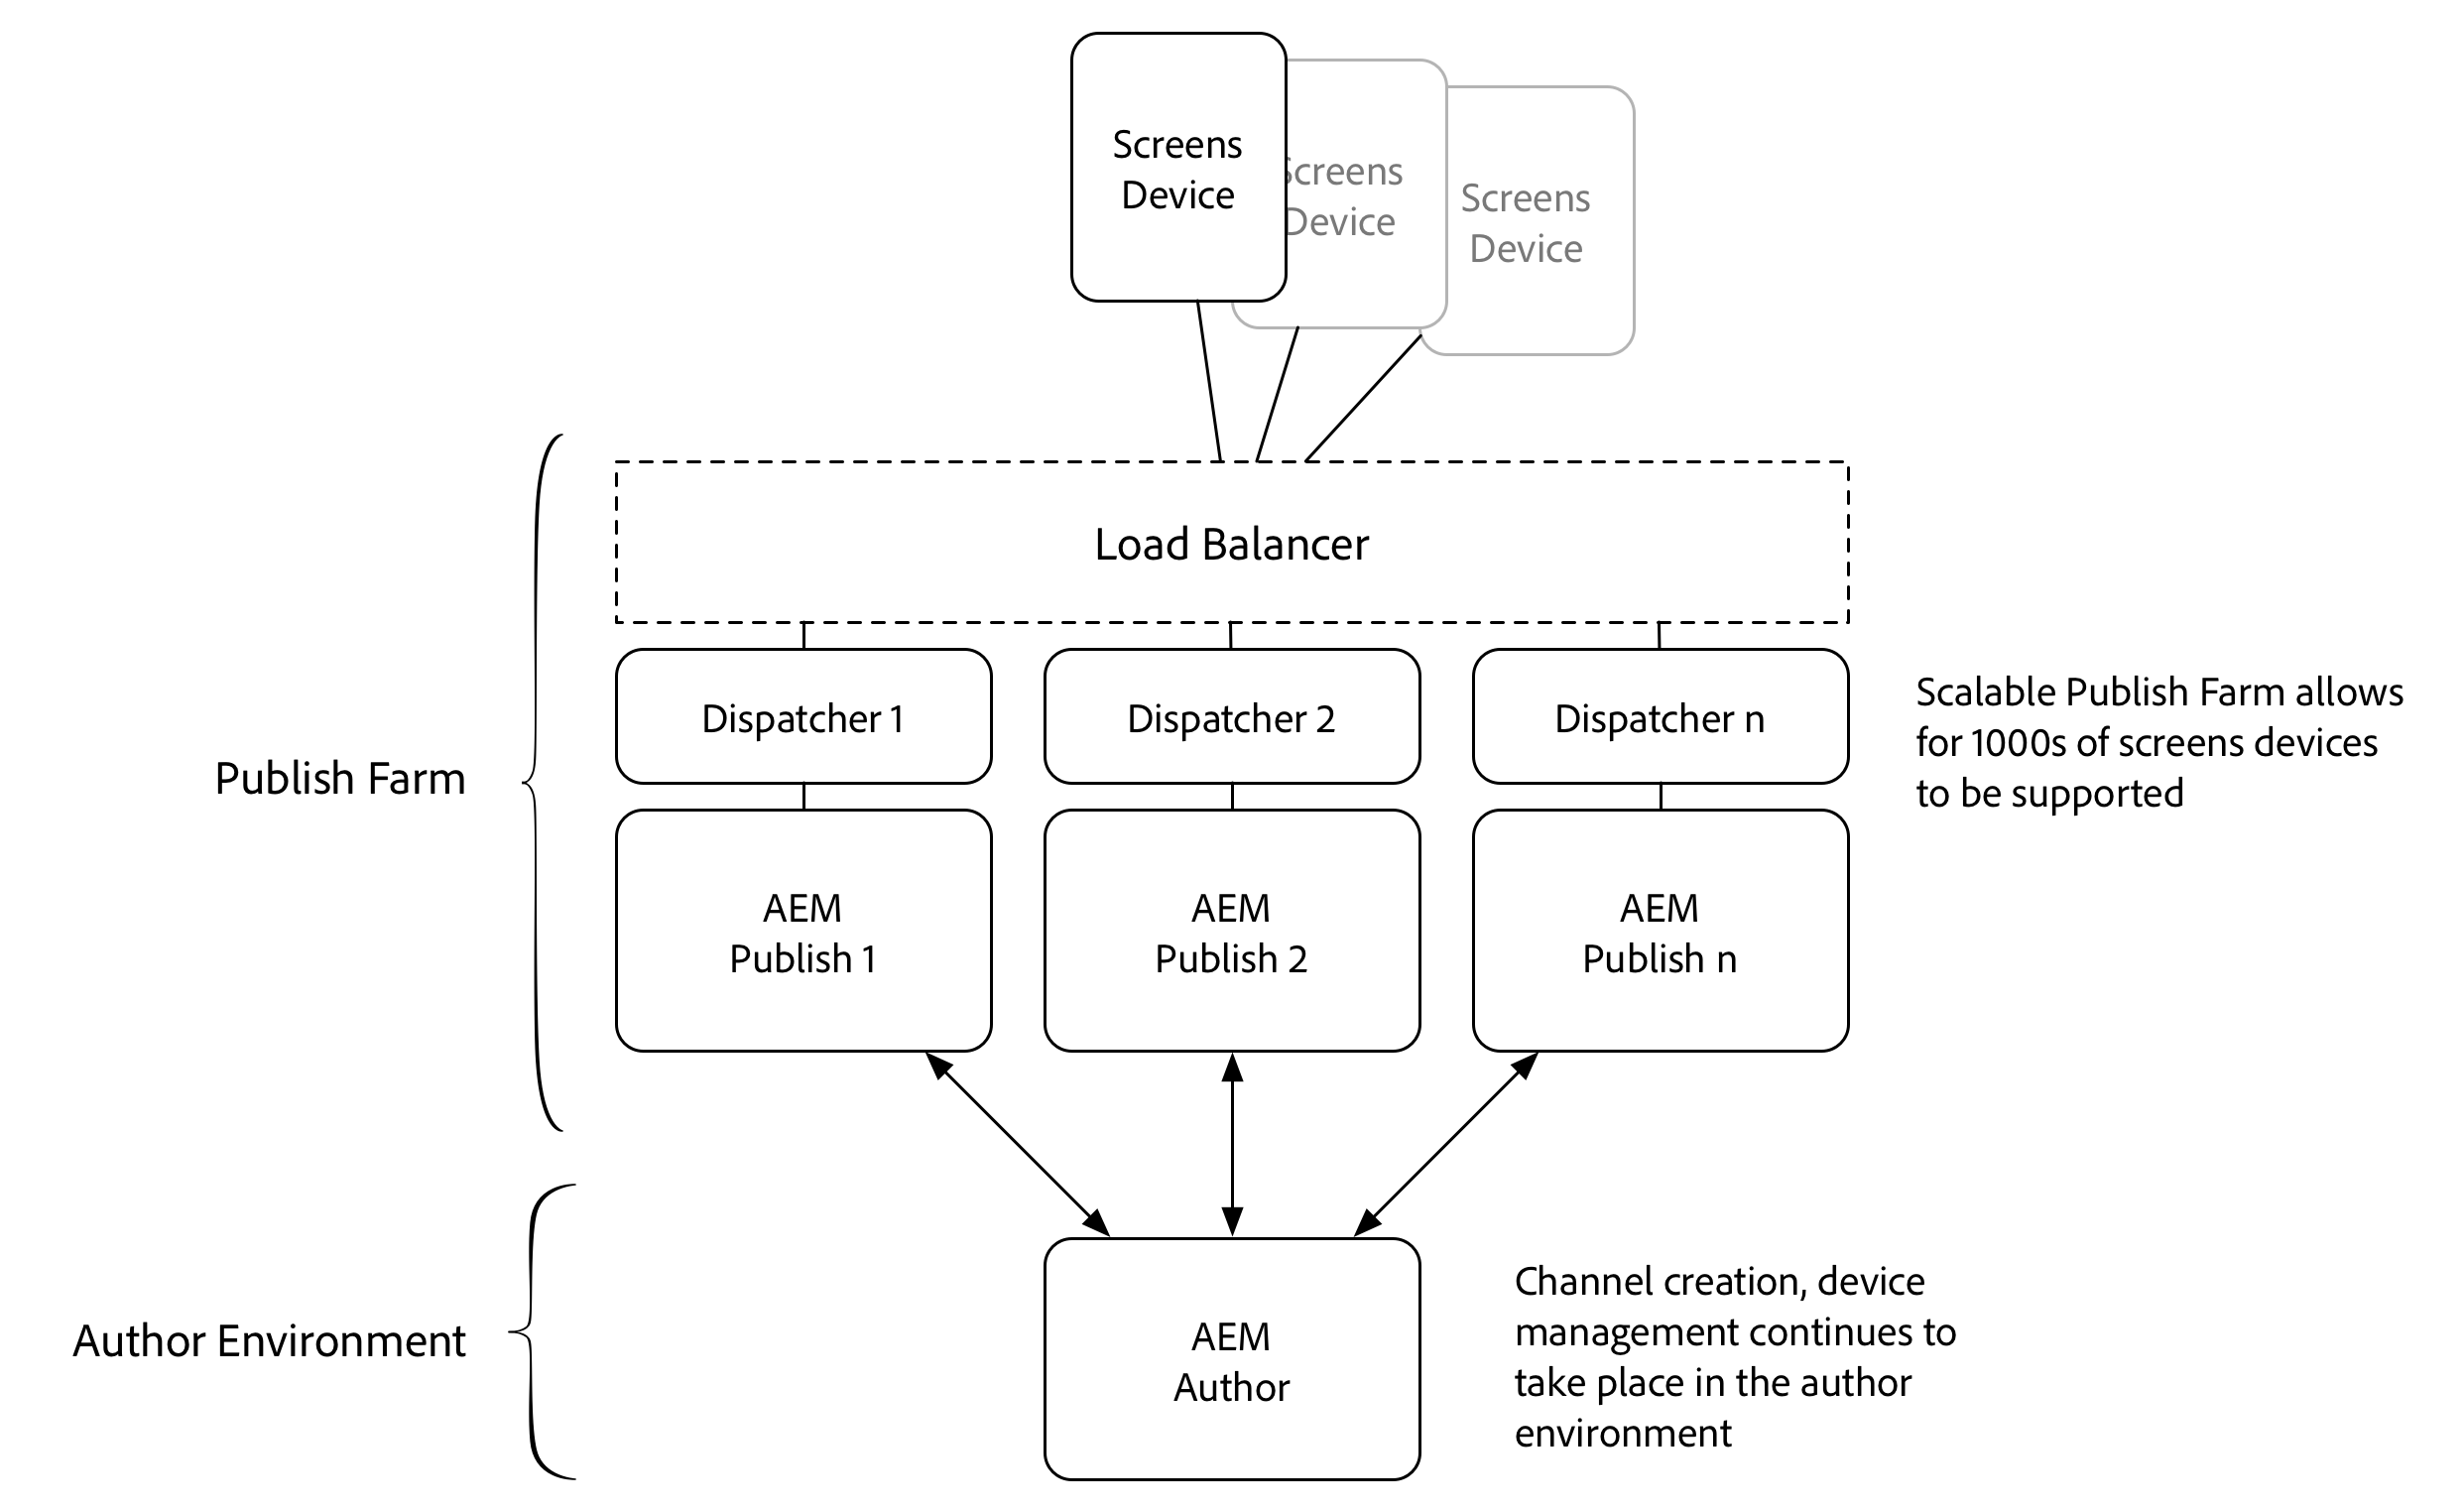 Screens
Device
Screens
Device
Screens
Device
Load Balancer
Publish Farm
Dispatcher 1
Dispatcher 2
Dispatcher n
Scalable Publish Farm allows
for 1000s of screens devices
to be supported
AEM
Publish 1
AEM
Publish 2
AEM
Publish n
Author Environment
AEM
Author
Channel creation, device
management continues to
take place in the author
environment